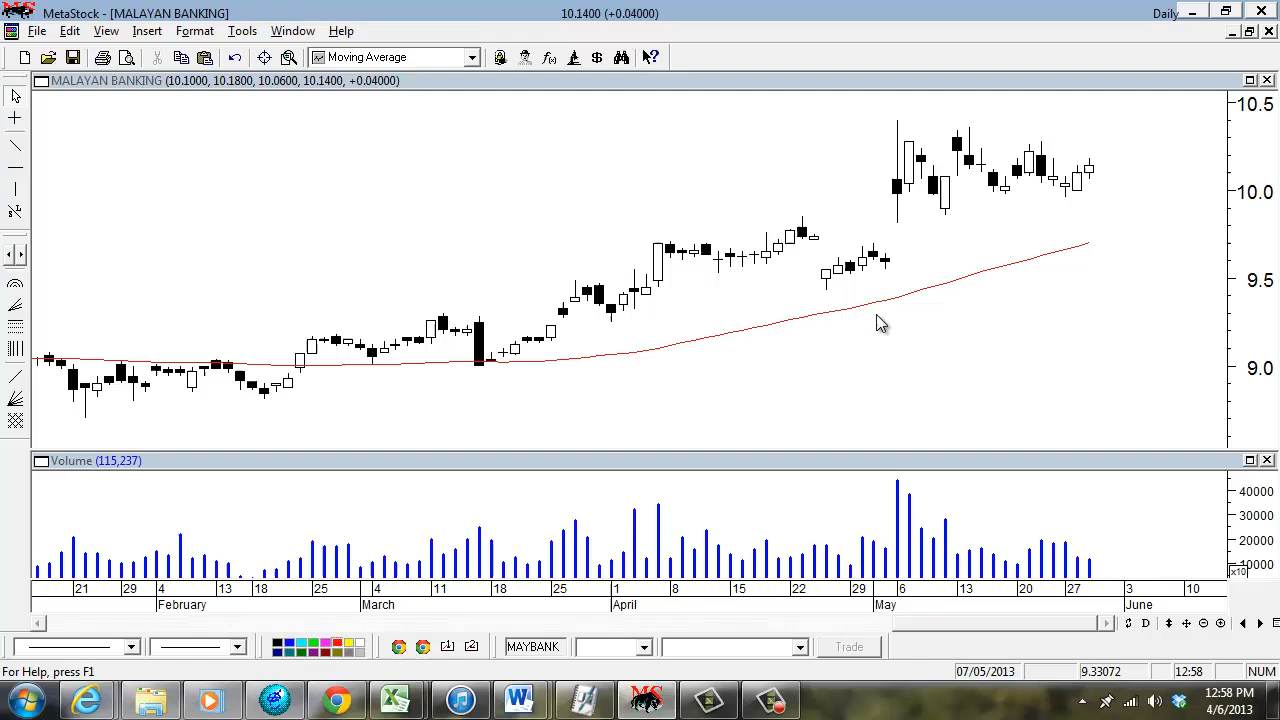 MetaStock - [MALAYAN BANKING] 10.1400 (+0.04000) Daily
File Edit View Insert Format Tools Window Help
Moving Average
MALAYAN BANKING (10.1000, 10.1800, 10.0600, 10.1400, +0.04000)
10.5
10.0
9.5
9.0
Volume (115,237)
40000
30000
20000
10000
x10
21 29 4 13 18 25 4 11 18 25 1 8 15 22 29 6 13 20 27 3 10
February March April May June
D
MAYBANK Trade
For Help, press F1 07/05/2013 9.33072 12:58 NUM
12:58 PM
4/6/2013